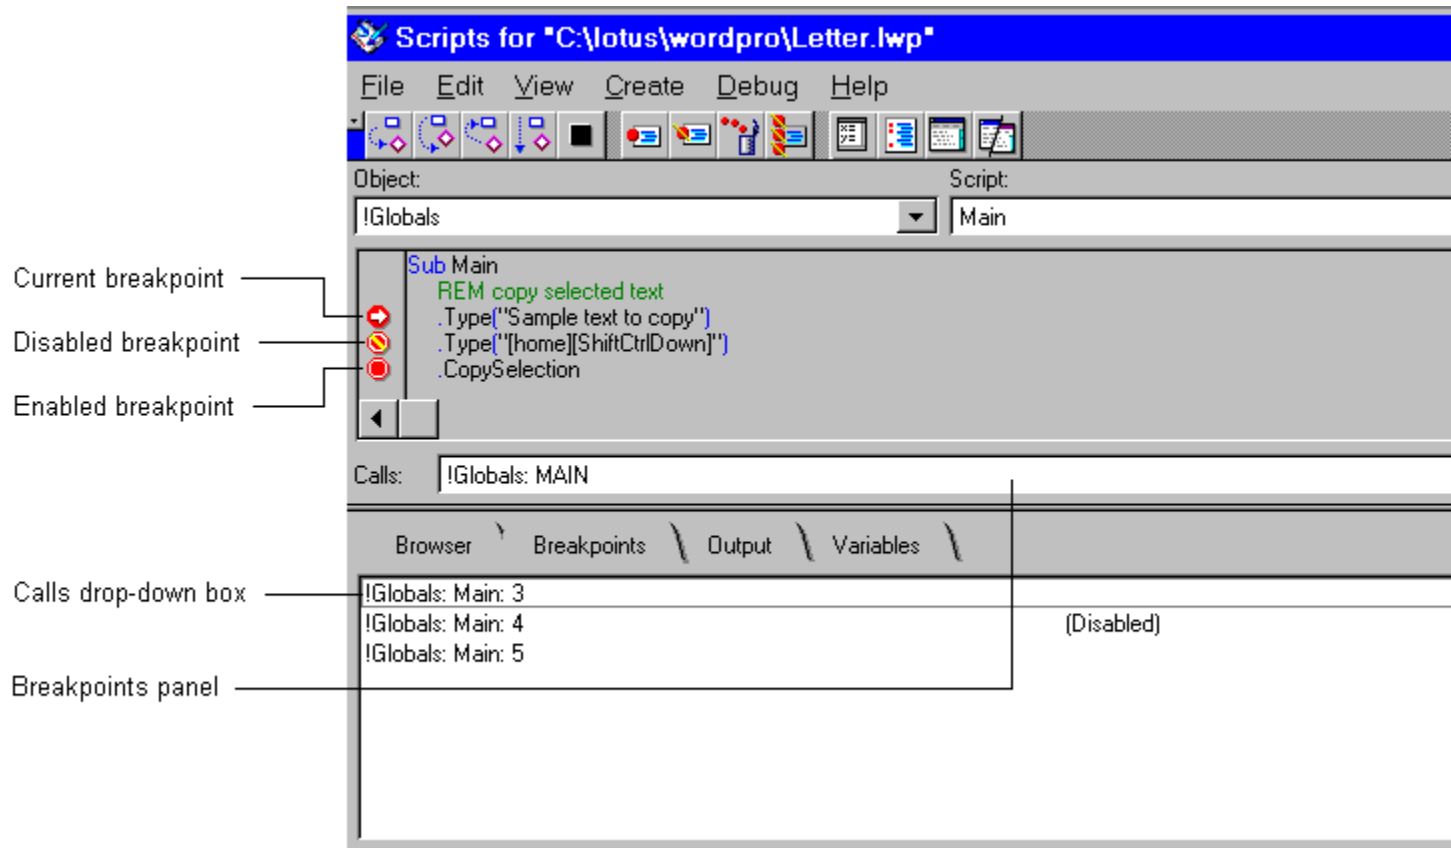 Scripts for "C:\lotus\wordpro\Letter.lwp"
File Edit View Create Debug Help
Object: Script:
!Globals Main
Current breakpoint
Disabled breakpoint
Enabled breakpoint
Sub Main
REM copy selected text
.Type("Sample text to copy")
.Type("[home][ShiftCtrlDown]")
.CopySelection
Calls: !Globals: MAIN
Browser Breakpoints Output Variables
Calls drop-down box
!Globals: Main: 3
!Globals: Main: 4 (Disabled)
!Globals: Main: 5
Breakpoints panel